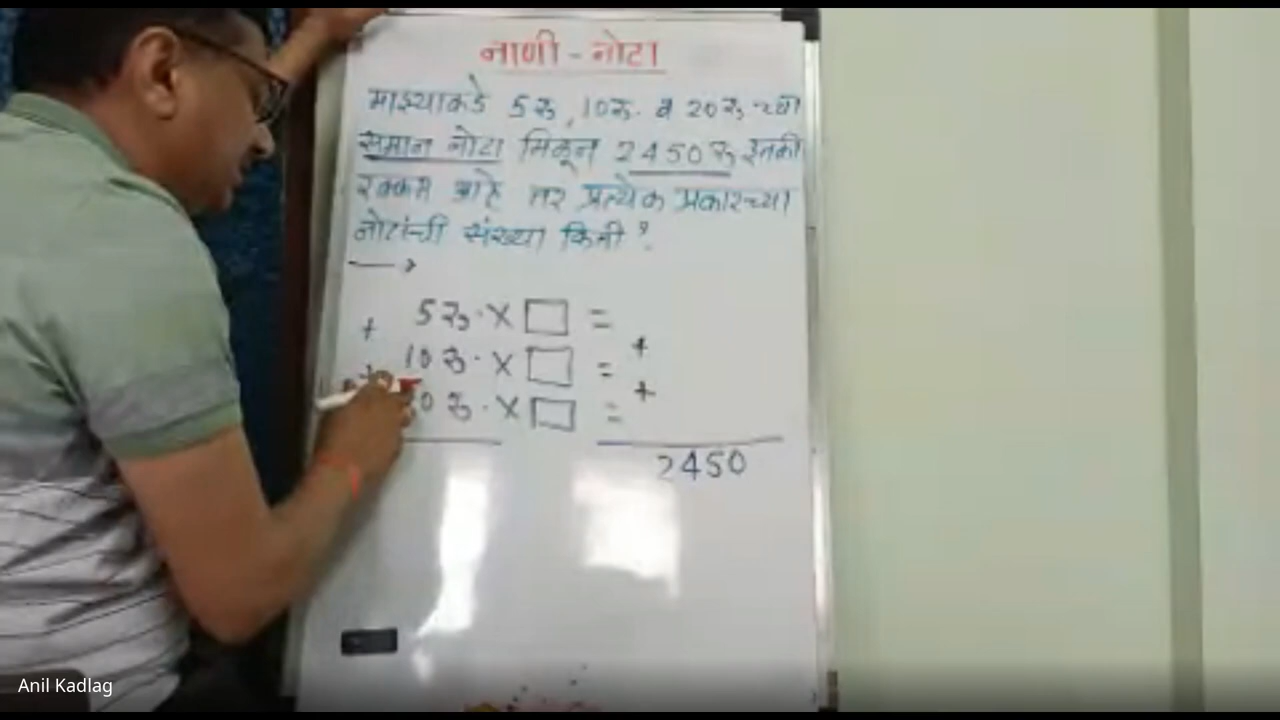 नाणी - नोटा
माझ्याकडे 5रु, 10रु. व 20रु च्या
समान नोटा मिळून 2450रु इतकी
रक्कम आहे तर प्रत्येक प्रकारच्या
नोटांची संख्या किती ?
5रु. × □ =
+ +
10रु. × □ =
+ +
20 रु. × □ =
2450
Anil Kadlag